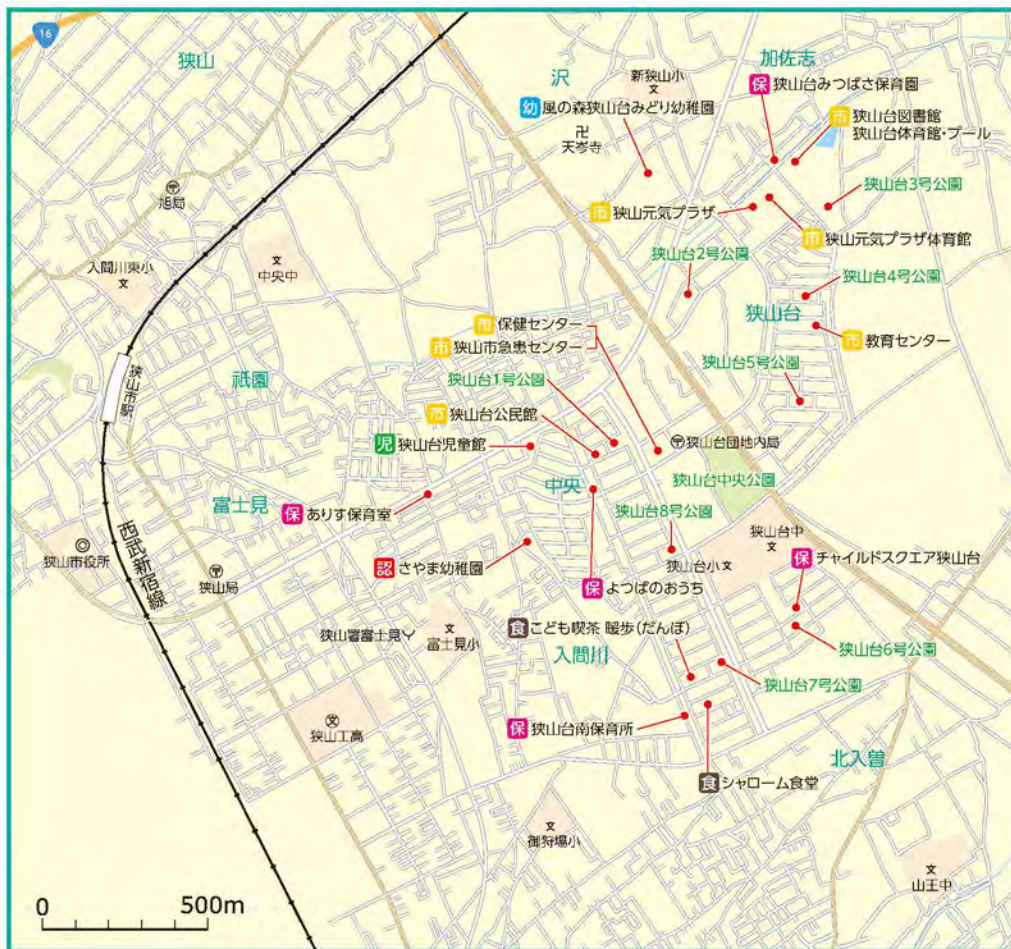 16
狭山
沢
加佐志
新狭山小
文
保 狭山台みつばさ保育園
幼 風の森狭山台みどり幼稚園
市 狭山台図書館
狭山台体育館・プール
卍
天岑寺
狭山台3号公園
〒
旭局
市 狭山元気プラザ
市 狭山元気プラザ体育館
入間川東小
文
文
中央中
狭山台2号公園
狭山台4号公園
狭山台
市 保健センター
市 狭山市急患センター
市 教育センター
狭山市駅
祇園
狭山台1号公園
狭山台5号公園
市 狭山台公民館
児 狭山台児童館
〒狭山台団地内局
狭山台中央公園
中央
富士見
保 ありす保育室
狭山台8号公園
狭山台中
文
西武新宿線
◎
狭山市役所
〒
狭山局
認 さやま幼稚園
狭山台小文
保 チャイルドスクエア狭山台
保 よつばのおうち
狭山署富士見Y
文
富士見小
食 こども喫茶 暖歩(だんぽ)
入間川
狭山台6号公園
狭山台7号公園
文
狭山工高
保 狭山台南保育所
北入曽
食 シャローム食堂
文
御狩場小
文
山王中
0 500m